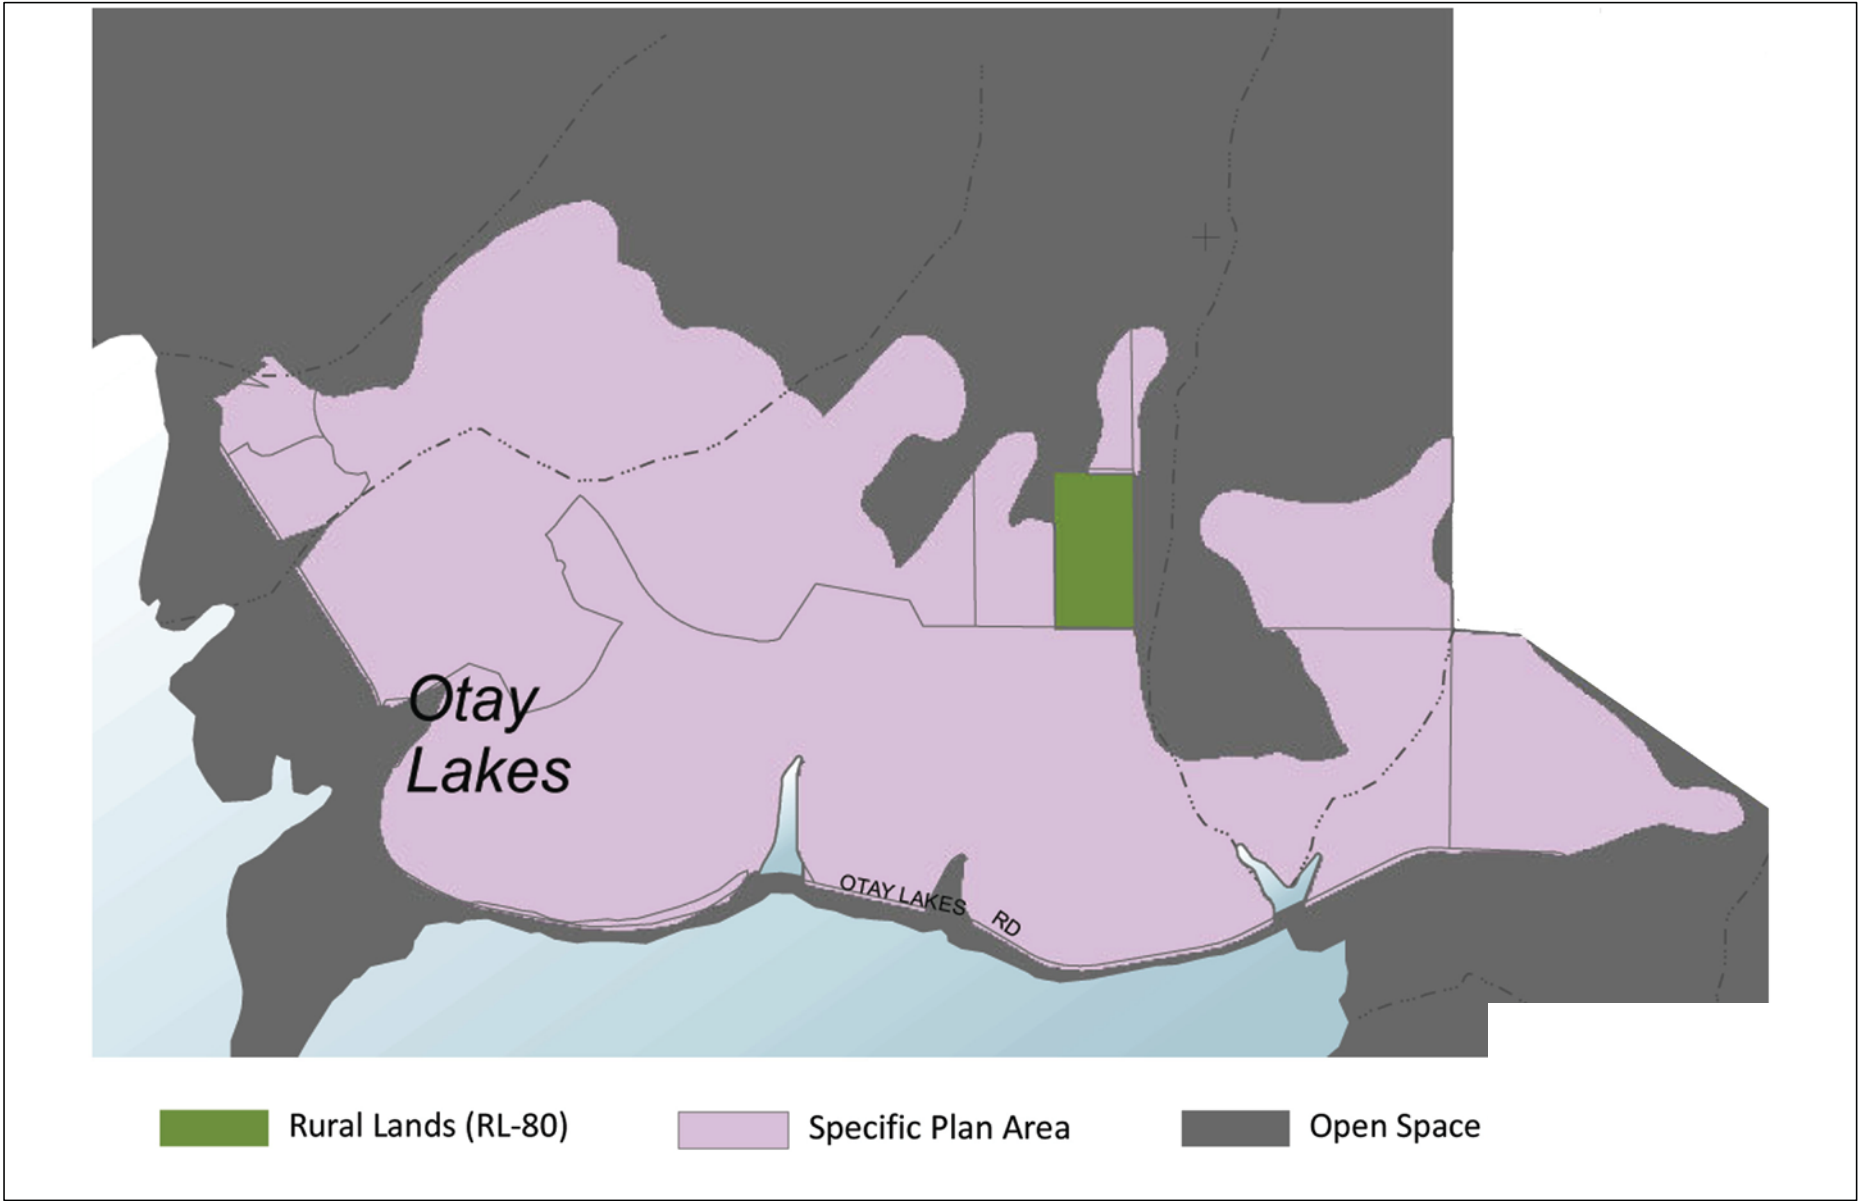 Otay
Lakes
OTAY LAKES RD
Rural Lands (RL-80)
Specific Plan Area
Open Space